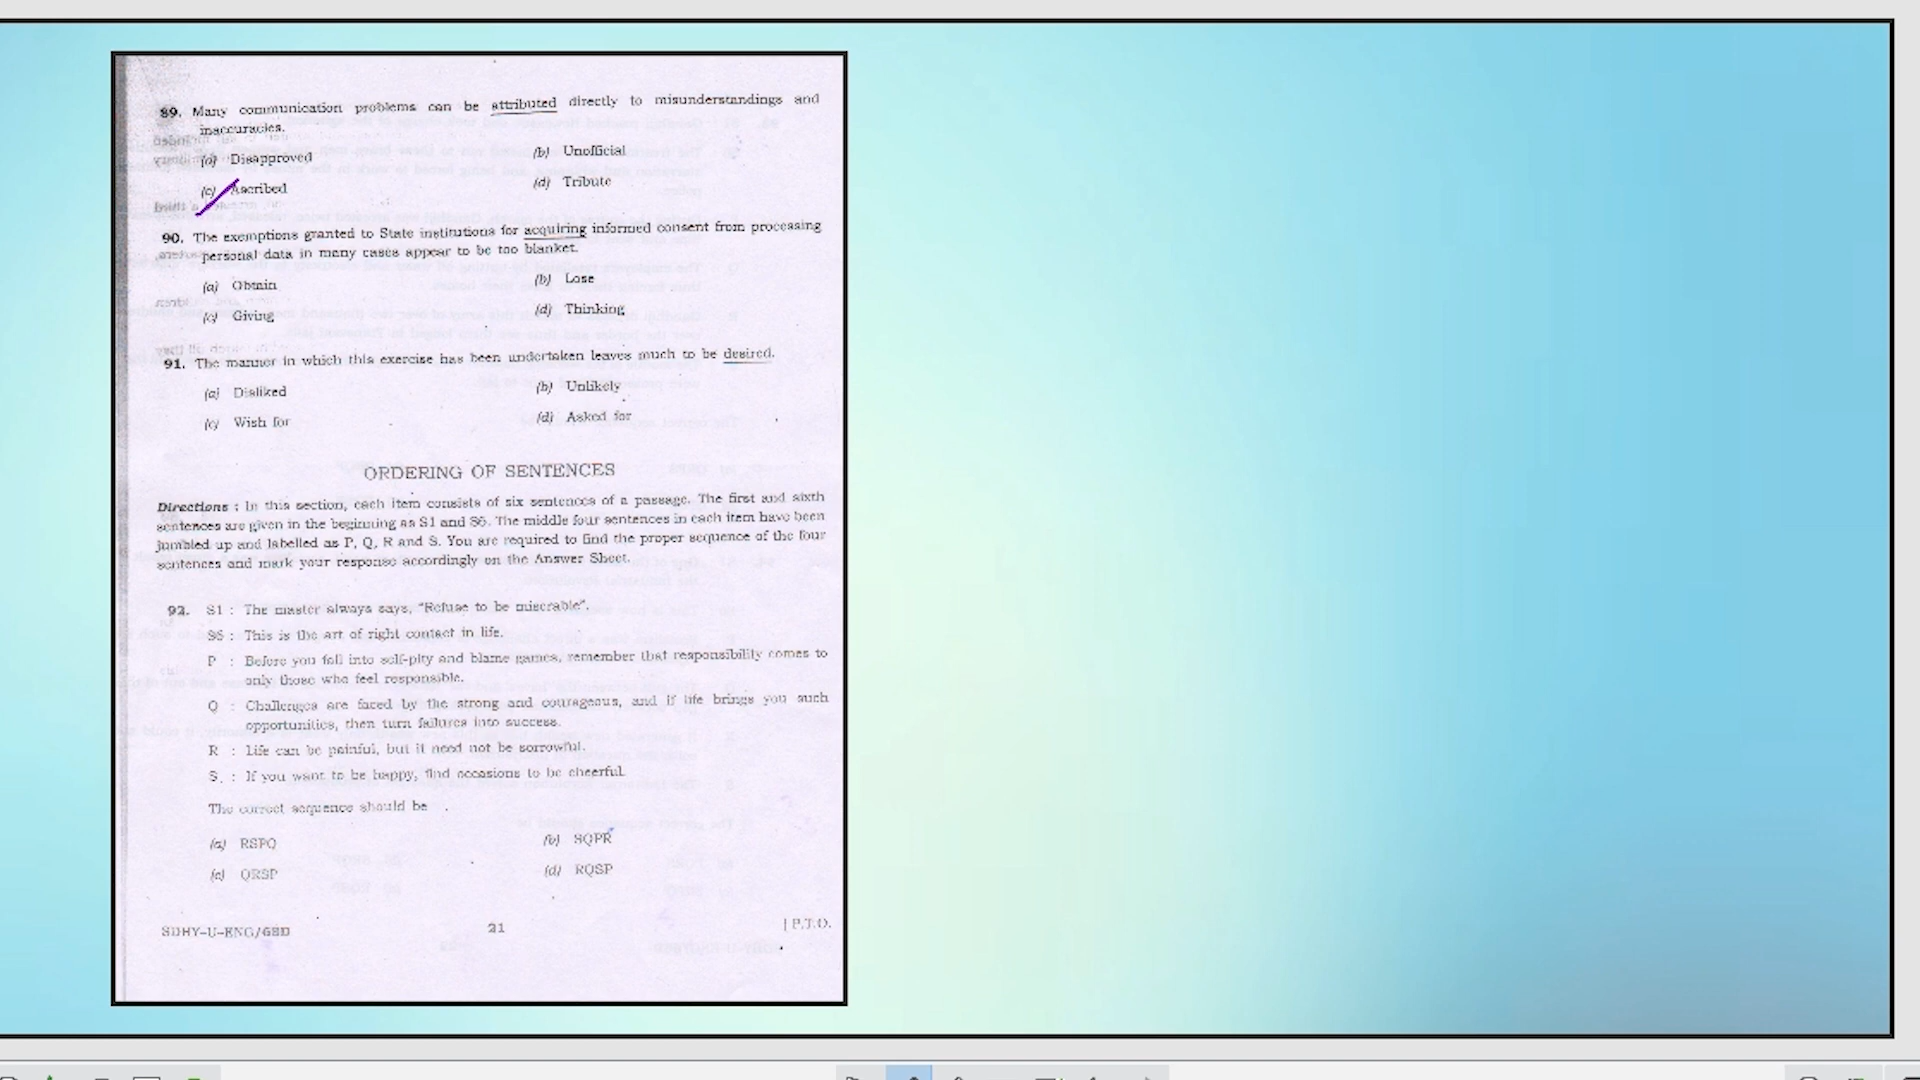 89. Many communication problems can be attributed directly to misunderstandings and
inaccuracies.
(a) Disapproved
(b) Unofficial
(c) Ascribed
(d) Tribute
90. The exemptions granted to State institutions for acquiring informed consent from processing
personal data in many cases appear to be too blanket.
(a) Obtain
(b) Lose
(c) Giving
(d) Thinking
91. The manner in which this exercise has been undertaken leaves much to be desired.
(a) Disliked
(b) Unlikely
(c) Wish for
(d) Asked for
ORDERING OF SENTENCES
Directions : In this section, each item consists of six sentences of a passage. The first and sixth
sentences are given in the beginning as S1 and S6. The middle four sentences in each item have been
jumbled up and labelled as P, Q, R and S. You are required to find the proper sequence of the four
sentences and mark your response accordingly on the Answer Sheet.
92. S1 : The master always says, "Refuse to be miserable".
S6 : This is the art of right contact in life.
P : Before you fall into self-pity and blame games, remember that responsibility comes to
only those who feel responsible.
Q : Challenges are faced by the strong and courageous, and if life brings you such
opportunities, then turn failures into success.
R : Life can be painful, but it need not be sorrowful.
S : If you want to be happy, find occasions to be cheerful.
The correct sequence should be
(a) RSPQ
(b) SQPR
(c) QRSP
(d) RQSP
SDHY-U-ENG/6BD
21
[ P.T.O.